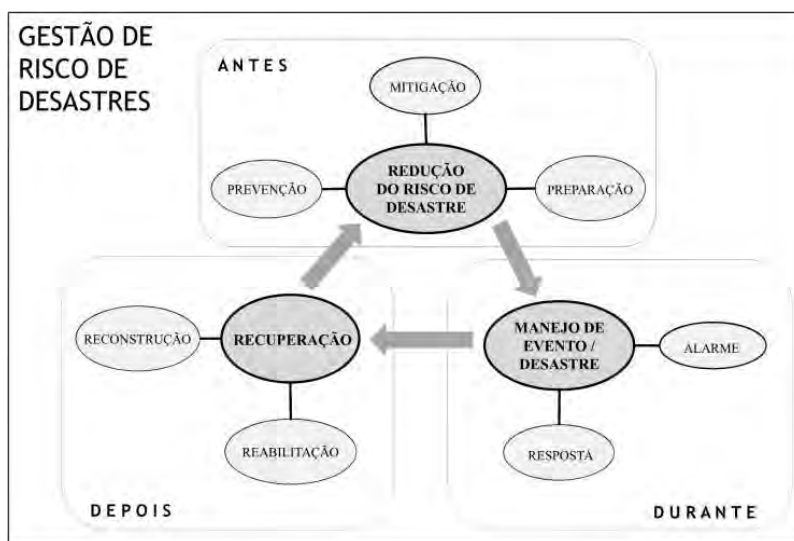 GESTÃO DE
RISCO DE
DESASTRES
ANTES
MITIGAÇÃO
PREVENÇÃO
REDUÇÃO
DO RISCO DE
DESASTRE
PREPARAÇÃO
RECONSTRUÇÃO
RECUPERAÇÃO
REABILITAÇÃO
DEPOIS
MANEJO DE
EVENTO /
DESASTRE
ALARME
RESPOSTA
DURANTE